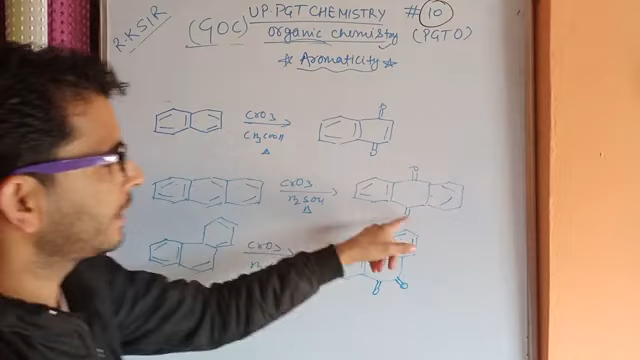 R.K SIR
UP-PGT CHEMISTRY #10
(GOC) organic chemistry (PGTO)
☆ Aromaticity ☆
CrO3
CH3COOH
Δ
O
O
CrO3
H2SO4
Δ
O
CrO3
O
O